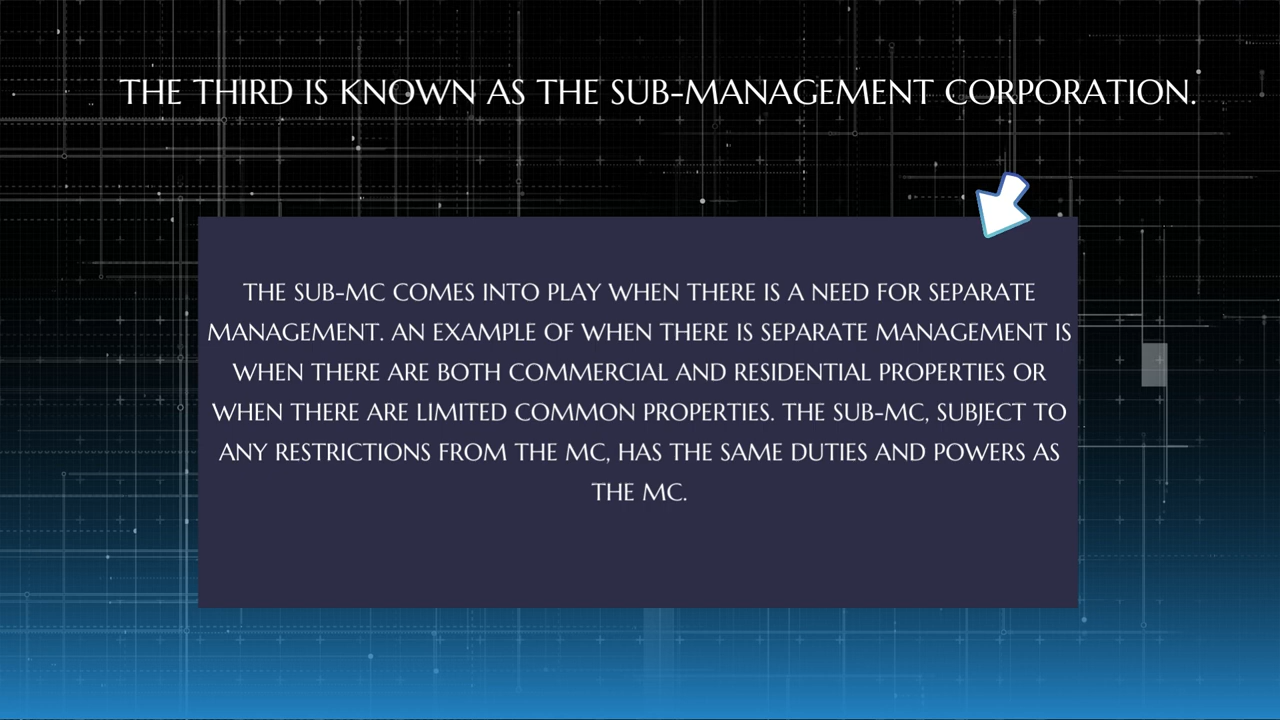 THE THIRD IS KNOWN AS THE SUB-MANAGEMENT CORPORATION.
THE SUB-MC COMES INTO PLAY WHEN THERE IS A NEED FOR SEPARATE
MANAGEMENT. AN EXAMPLE OF WHEN THERE IS SEPARATE MANAGEMENT IS
WHEN THERE ARE BOTH COMMERCIAL AND RESIDENTIAL PROPERTIES OR
WHEN THERE ARE LIMITED COMMON PROPERTIES. THE SUB-MC, SUBJECT TO
ANY RESTRICTIONS FROM THE MC, HAS THE SAME DUTIES AND POWERS AS
THE MC.